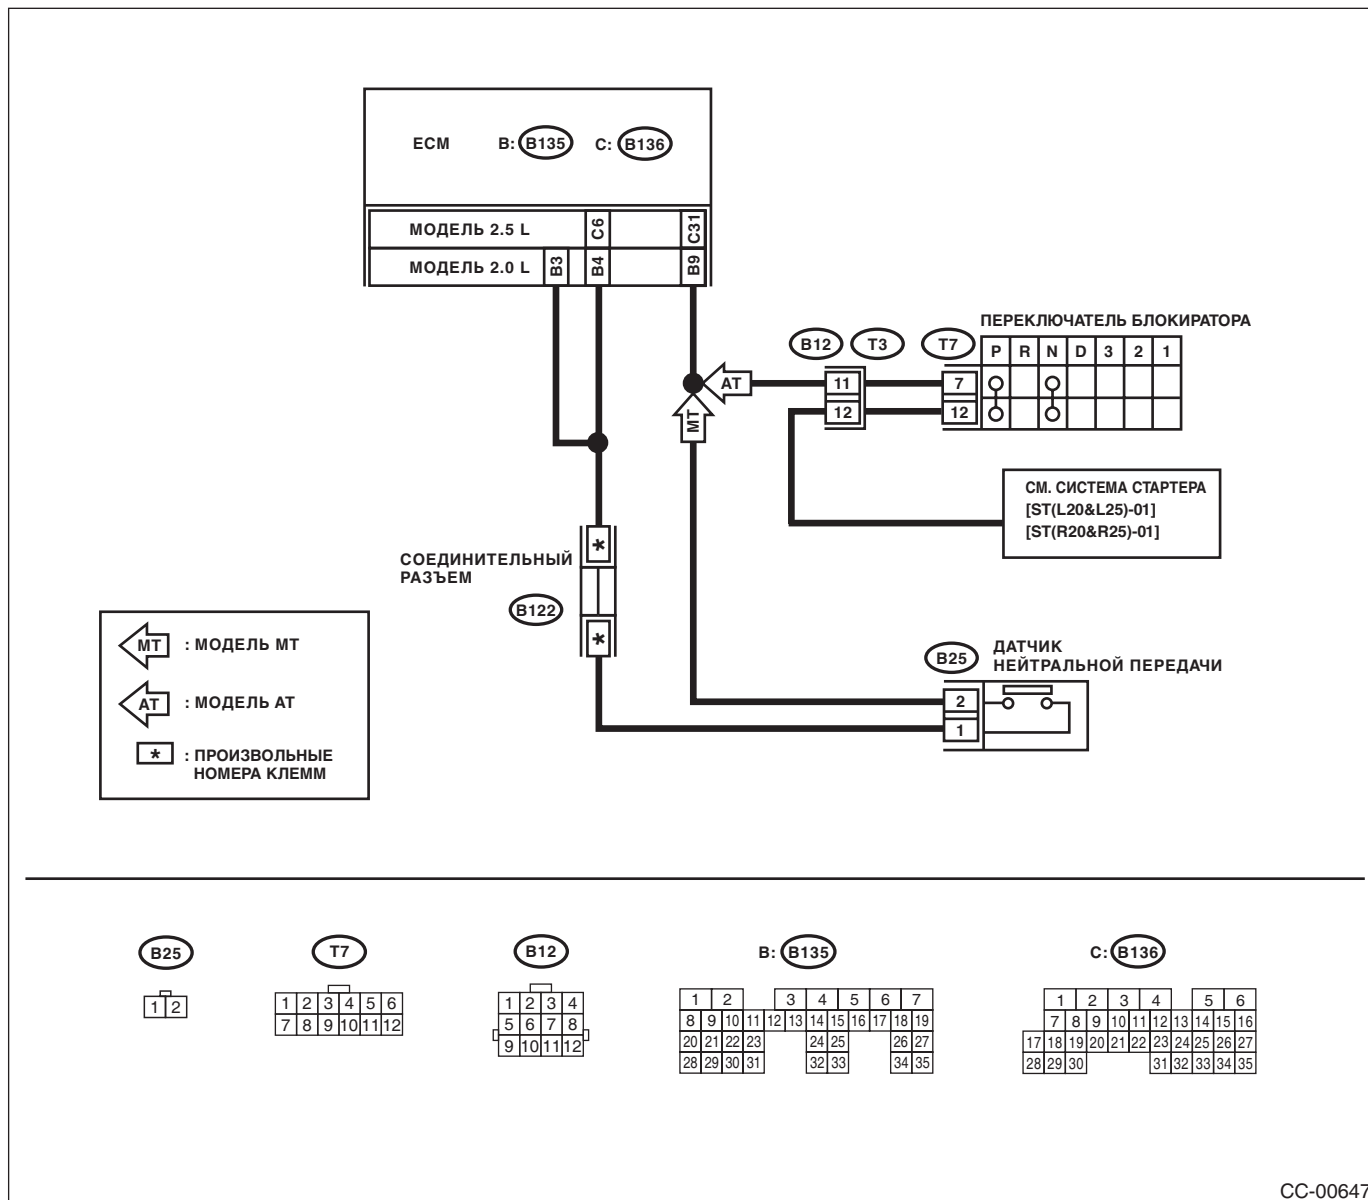 ECM B: B135 C: B136
МОДЕЛЬ 2.5 L C6 C31
МОДЕЛЬ 2.0 L B3 B4 B9
ПЕРЕКЛЮЧАТЕЛЬ БЛОКИРАТОРА
B12 T3 T7
P R N D 3 2 1
AT 11 7
12 12
MT
СМ. СИСТЕМА СТАРТЕРА
[ST(L20&L25)-01]
[ST(R20&R25)-01]
*
СОЕДИНИТЕЛЬНЫЙ
РАЗЪЕМ
B122
*
B25
ДАТЧИК
НЕЙТРАЛЬНОЙ ПЕРЕДАЧИ
2
1
MT : МОДЕЛЬ MT
AT : МОДЕЛЬ AT
* : ПРОИЗВОЛЬНЫЕ
НОМЕРА КЛЕММ
B25
1 2
T7
1 2 3 4 5 6
7 8 9 10 11 12
B12
1 2 3 4
5 6 7 8
9 10 11 12
B: B135
1 2 3 4 5 6 7
8 9 10 11 12 13 14 15 16 17 18 19
20 21 22 23 24 25 26 27
28 29 30 31 32 33 34 35
C: B136
1 2 3 4 5 6
7 8 9 10 11 12 13 14 15 16
17 18 19 20 21 22 23 24 25 26 27
28 29 30 31 32 33 34 35
CC-00647